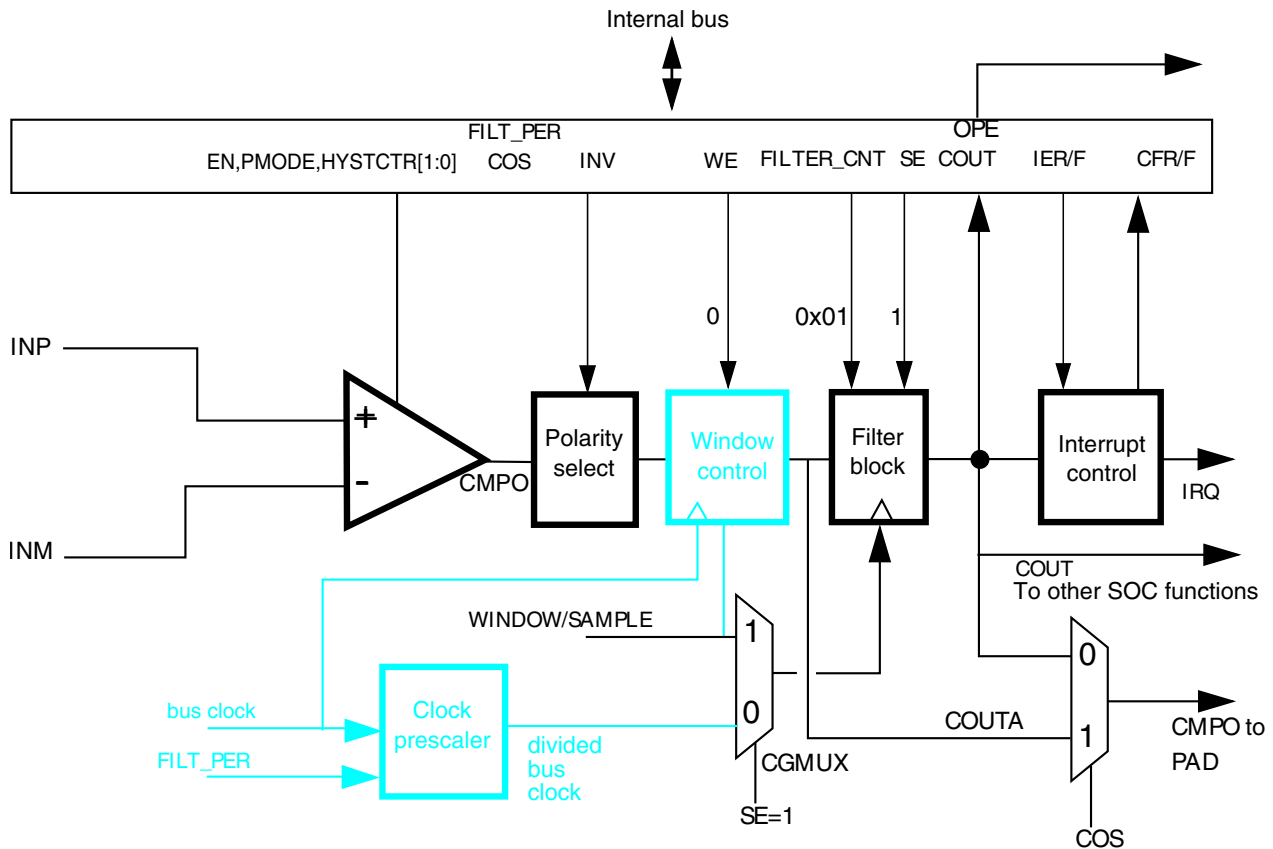 Internal bus
FILT_PER
OPE
EN,PMODE,HYSTCTR[1:0]
COS
INV
WE
FILTER_CNT
SE
COUT
IER/F
CFR/F
0
0x01
1
INP
+
-
INM
CMPO
Polarity
select
Window
control
Filter
block
Interrupt
control
IRQ
COUT
To other SOC functions
WINDOW/SAMPLE
1
0
bus clock
FILT_PER
Clock
prescaler
divided
bus
clock
CGMUX
SE=1
COUTA
0
1
CMPO to
PAD
COS